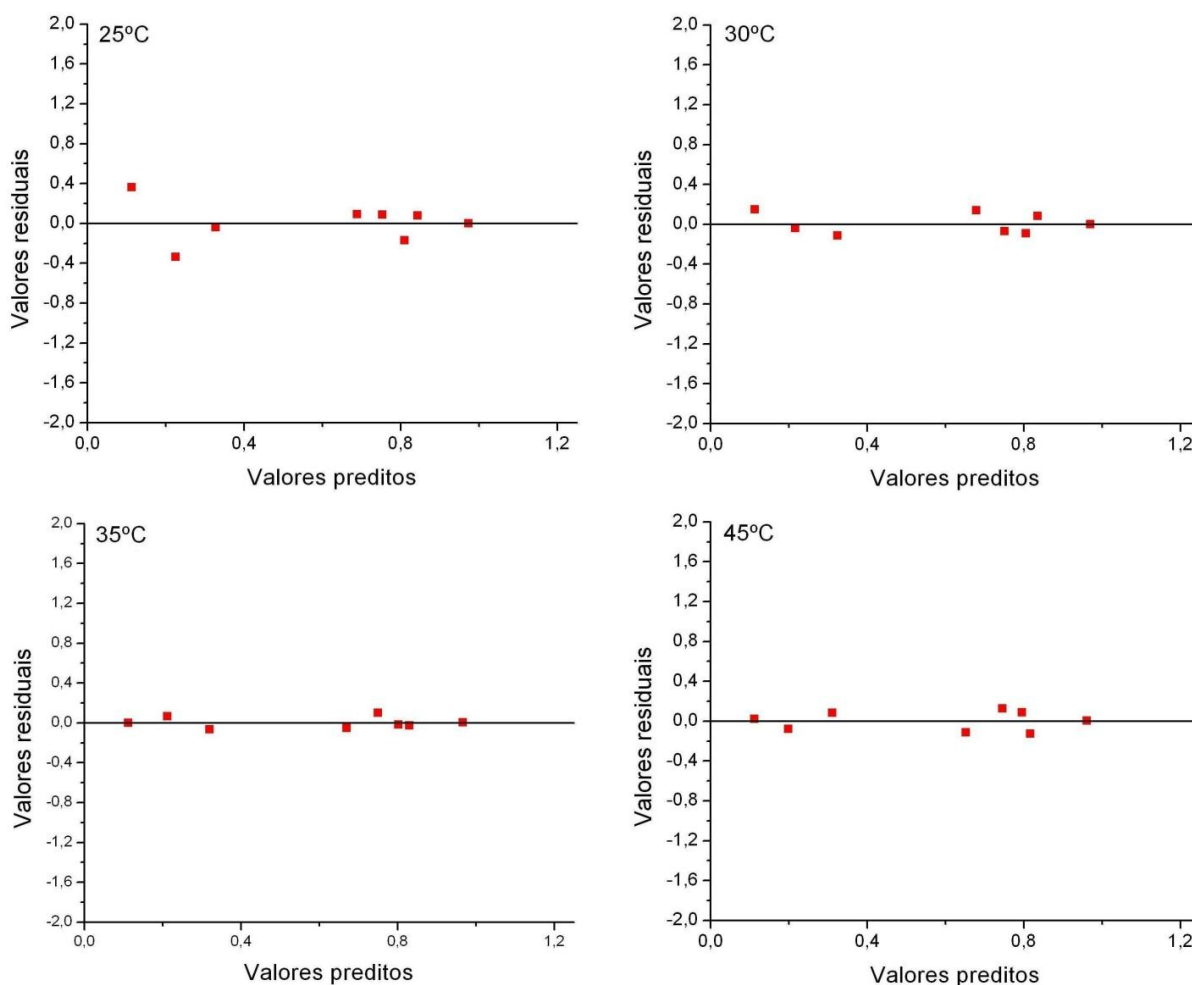 25ºC
2,0
1,6
1,2
0,8
0,4
0,0
-0,4
-0,8
-1,2
-1,6
-2,0
Valores residuais
0,0 0,4 0,8 1,2
Valores preditos
30ºC
2,0
1,6
1,2
0,8
0,4
0,0
-0,4
-0,8
-1,2
-1,6
-2,0
Valores residuais
0,0 0,4 0,8 1,2
Valores preditos
35ºC
2,0
1,6
1,2
0,8
0,4
0,0
-0,4
-0,8
-1,2
-1,6
-2,0
Valores residuais
0,0 0,4 0,8 1,2
Valores preditos
45ºC
2,0
1,6
1,2
0,8
0,4
0,0
-0,4
-0,8
-1,2
-1,6
-2,0
Valores residuais
0,0 0,4 0,8 1,2
Valores preditos